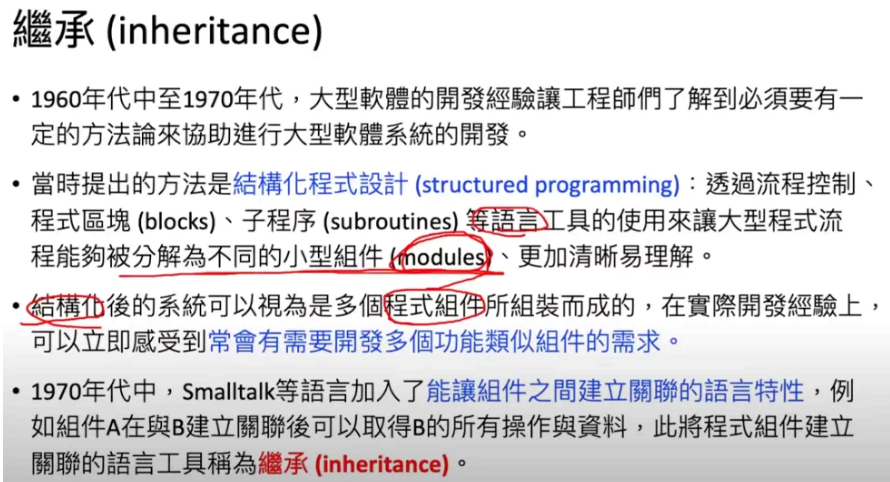 繼承 (inheritance)
• 1960年代中至1970年代，大型軟體的開發經驗讓工程師們了解到必須要有一
定的方法論來協助進行大型軟體系統的開發。
• 當時提出的方法是結構化程式設計 (structured programming)：透過流程控制、
程式區塊 (blocks)、子程序 (subroutines) 等語言工具的使用來讓大型程式流
程能夠被分解為不同的小型組件 (modules)、更加清晰易理解。
• 結構化後的系統可以視為是多個程式組件所組裝而成的，在實際開發經驗上，
可以立即感受到常會有需要開發多個功能類似組件的需求。
• 1970年代中，Smalltalk等語言加入了能讓組件之間建立關聯的語言特性，例
如組件A在與B建立關聯後可以取得B的所有操作與資料，此將程式組件建立
關聯的語言工具稱為繼承 (inheritance)。